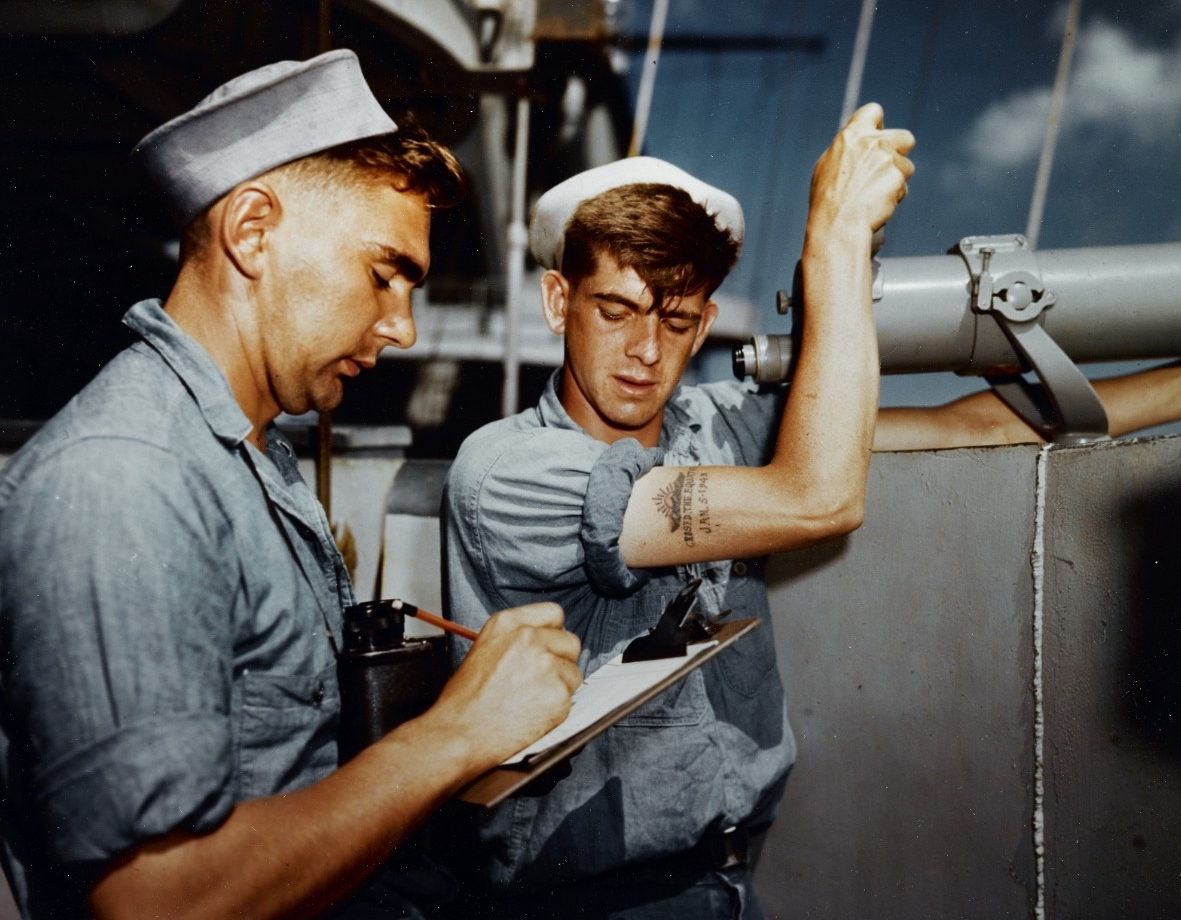 CROSSED THE EQUATOR
JAN. 5-1943